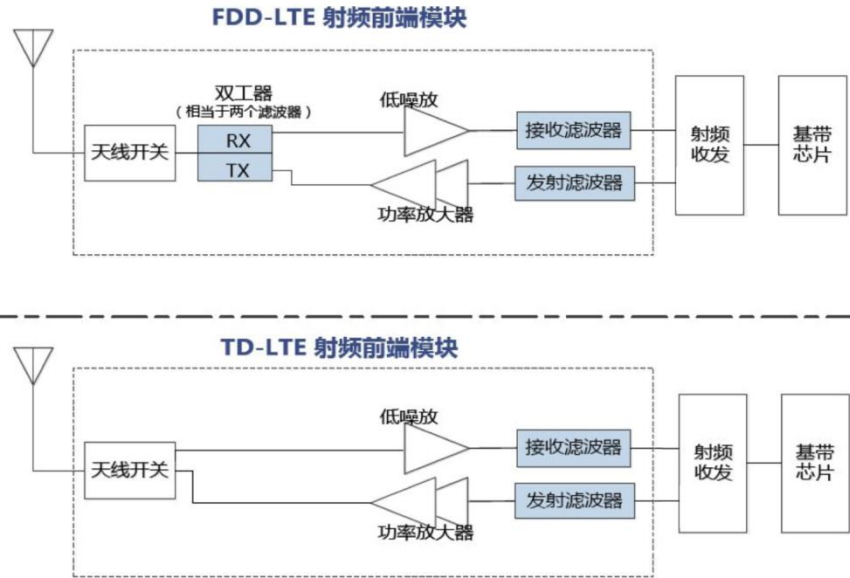 FDD-LTE 射频前端模块
双工器
（相当于两个滤波器）
低噪放
天线开关
RX
TX
接收滤波器
发射滤波器
功率放大器
射频
收发
基带
芯片
TD-LTE 射频前端模块
低噪放
天线开关
接收滤波器
发射滤波器
功率放大器
射频
收发
基带
芯片